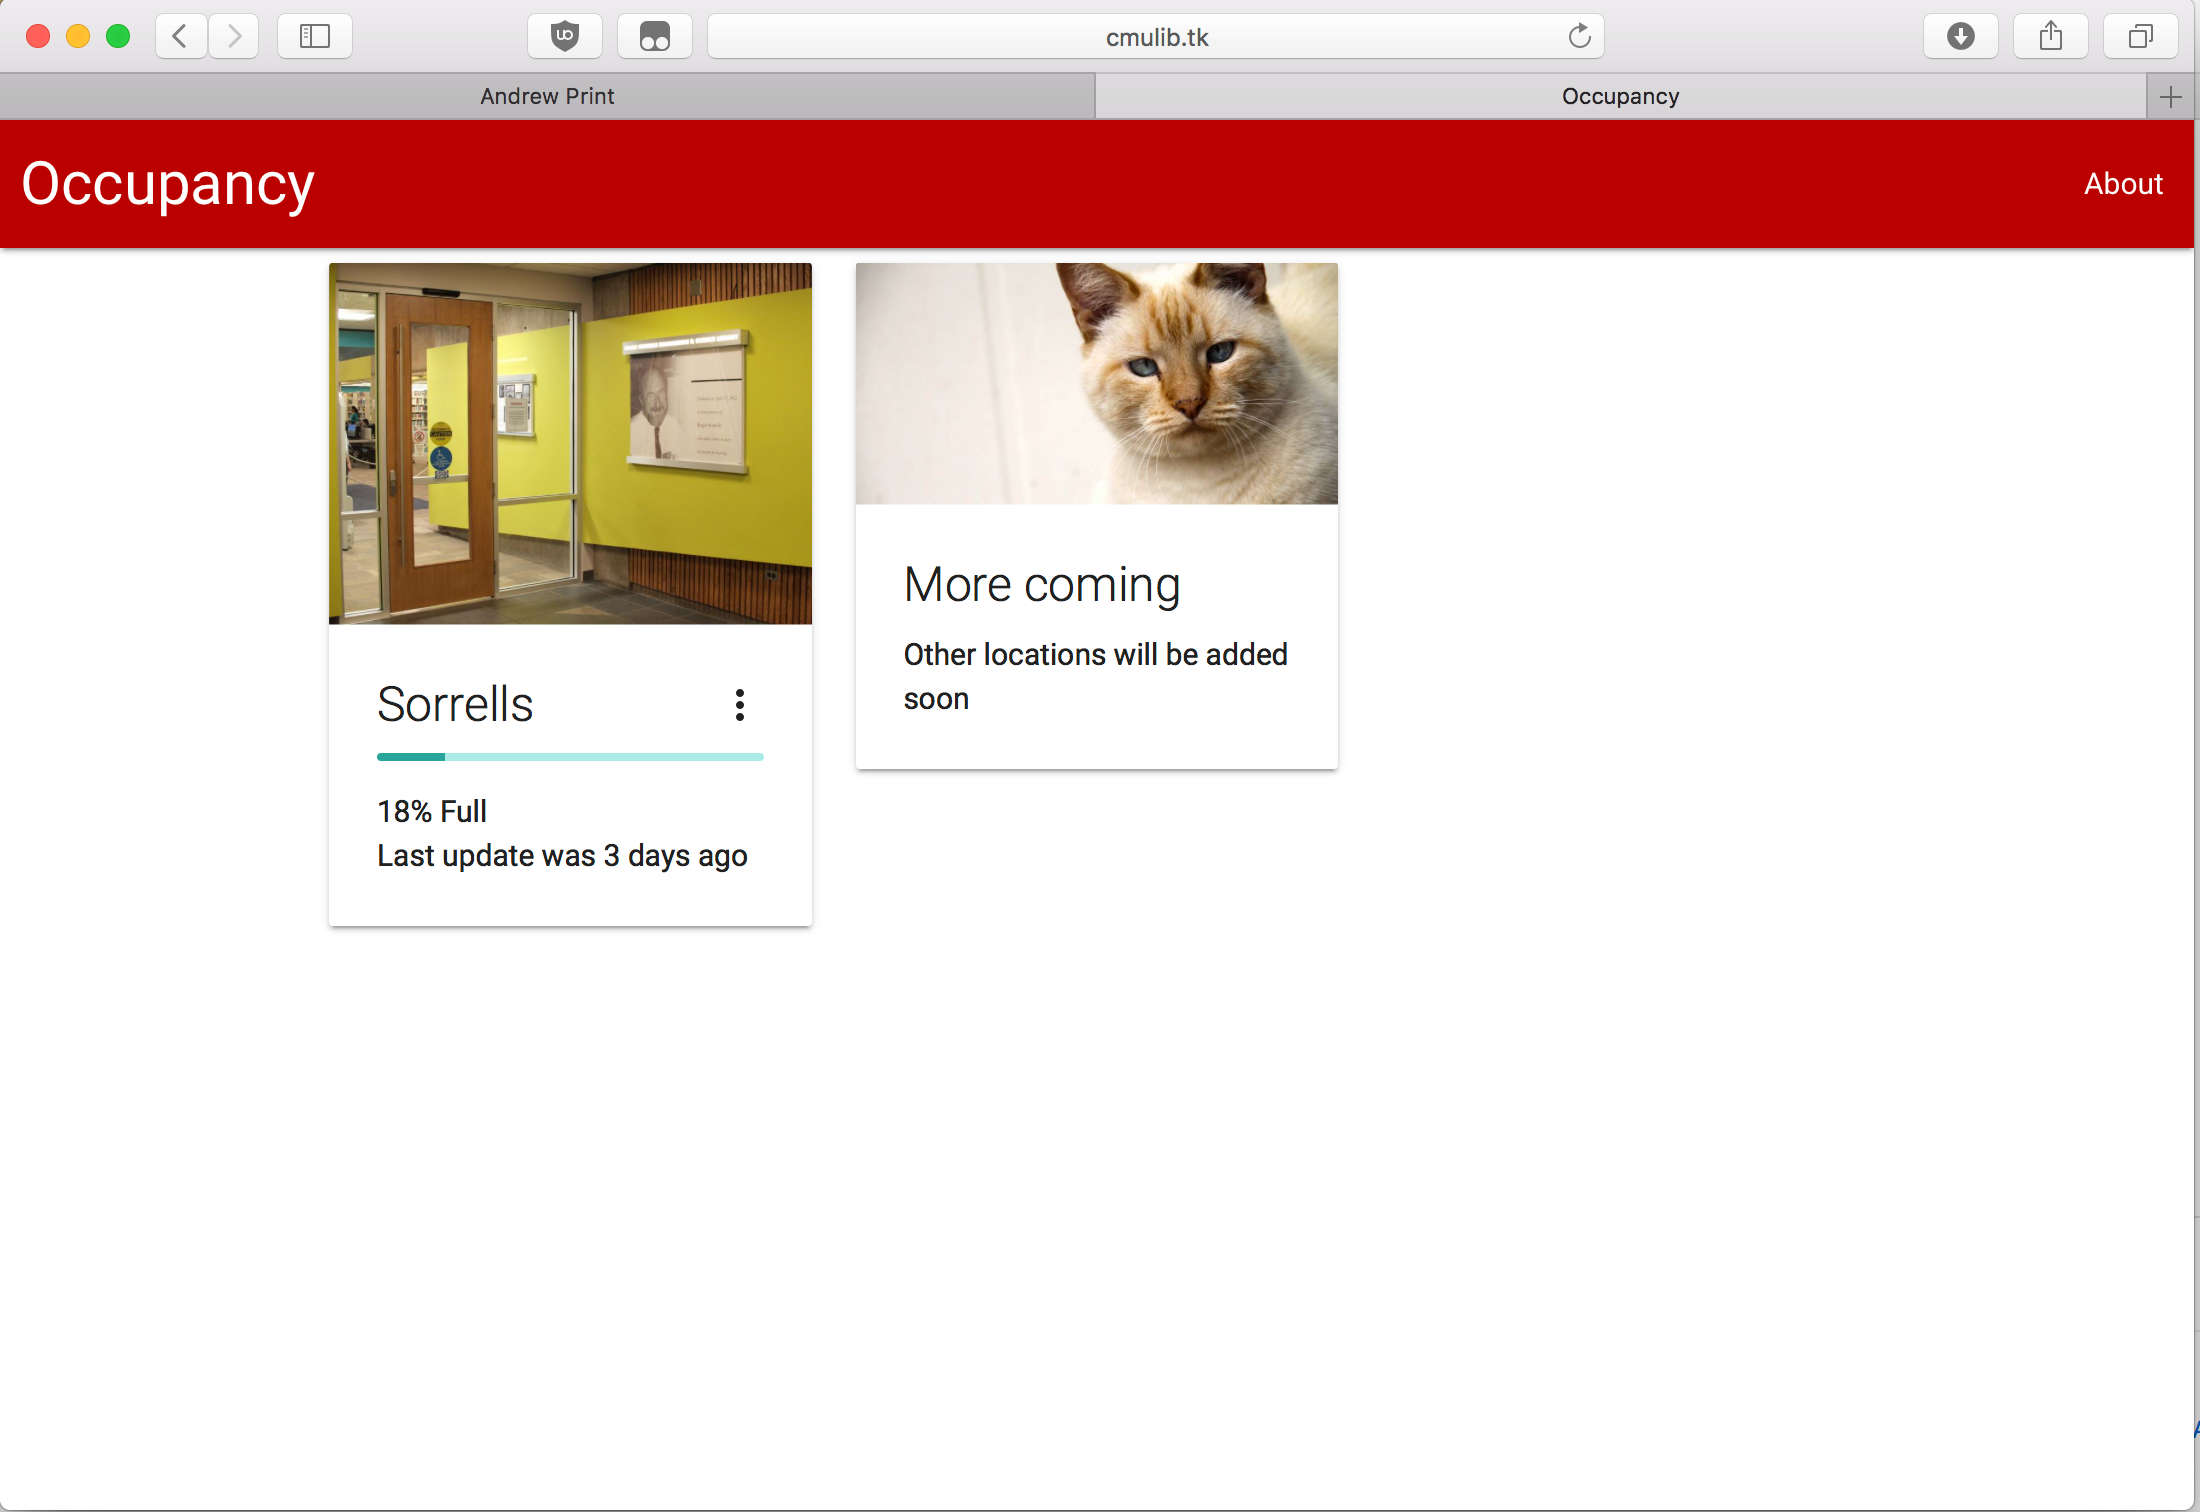 cmulib.tk
Andrew Print
Occupancy
Occupancy
About
Sorrells
18% Full
Last update was 3 days ago
More coming
Other locations will be added
soon